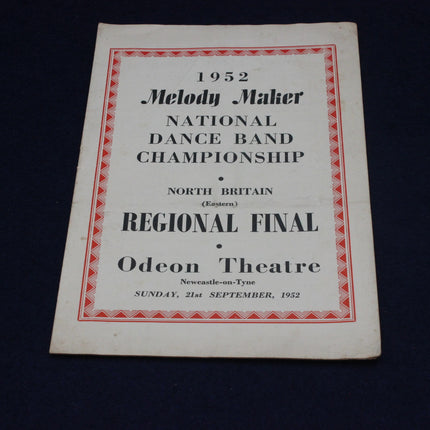 1952
Melody Maker
NATIONAL
DANCE BAND
CHAMPIONSHIP
•
NORTH BRITAIN
(Eastern)
REGIONAL FINAL
•
Odeon Theatre
Newcastle-on-Tyne
SUNDAY, 21st SEPTEMBER, 1952